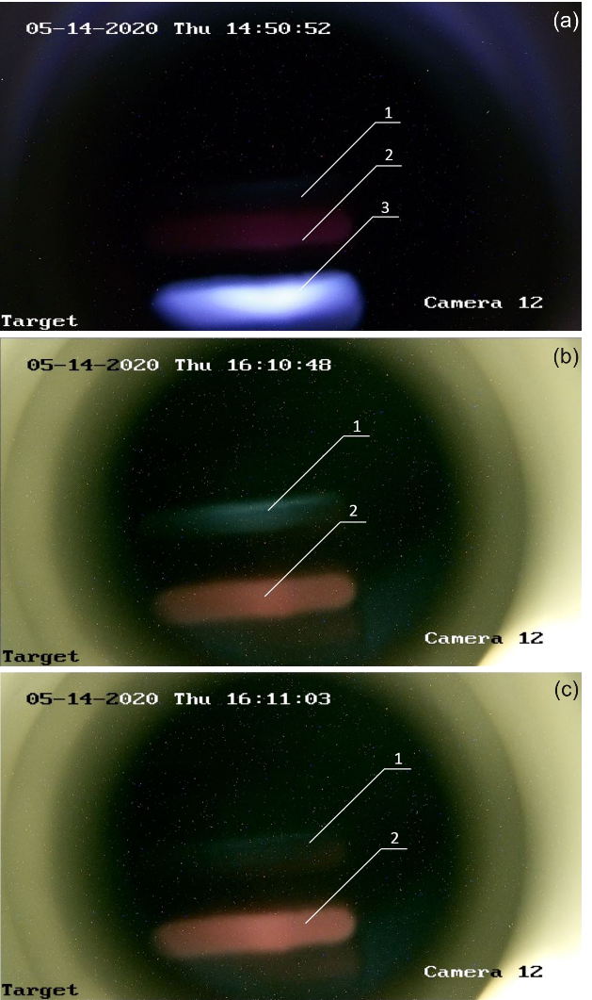 05-14-2020 Thu 14:50:52
(a)
1
2
3
Camera 12
Target
05-14-2020 Thu 16:10:48
(b)
1
2
Camera 12
Target
05-14-2020 Thu 16:11:03
(c)
1
2
Camera 12
Target